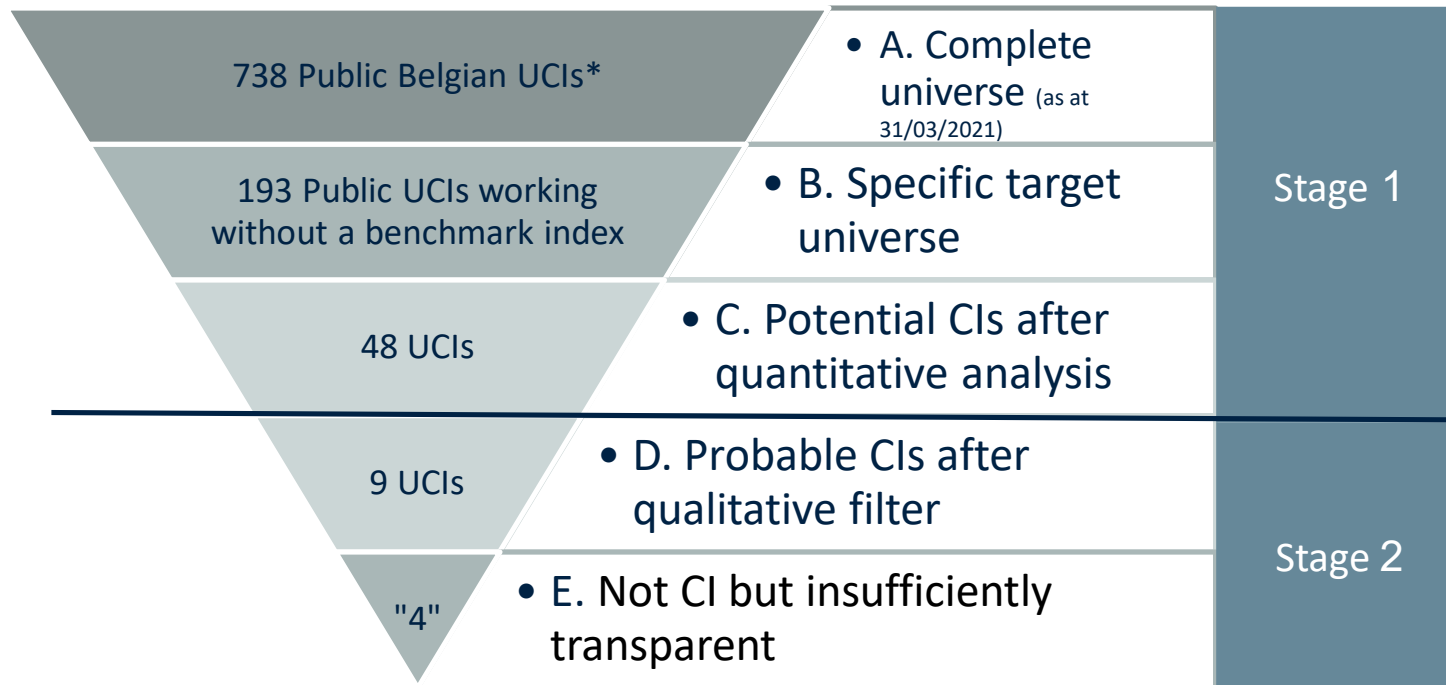 738 Public Belgian UCIs*
• A. Complete
universe (as at
31/03/2021)
193 Public UCIs working
without a benchmark index
• B. Specific target
universe
Stage 1
48 UCIs
• C. Potential CIs after
quantitative analysis
9 UCIs
• D. Probable CIs after
qualitative filter
Stage 2
"4"
• E. Not CI but insufficiently
transparent